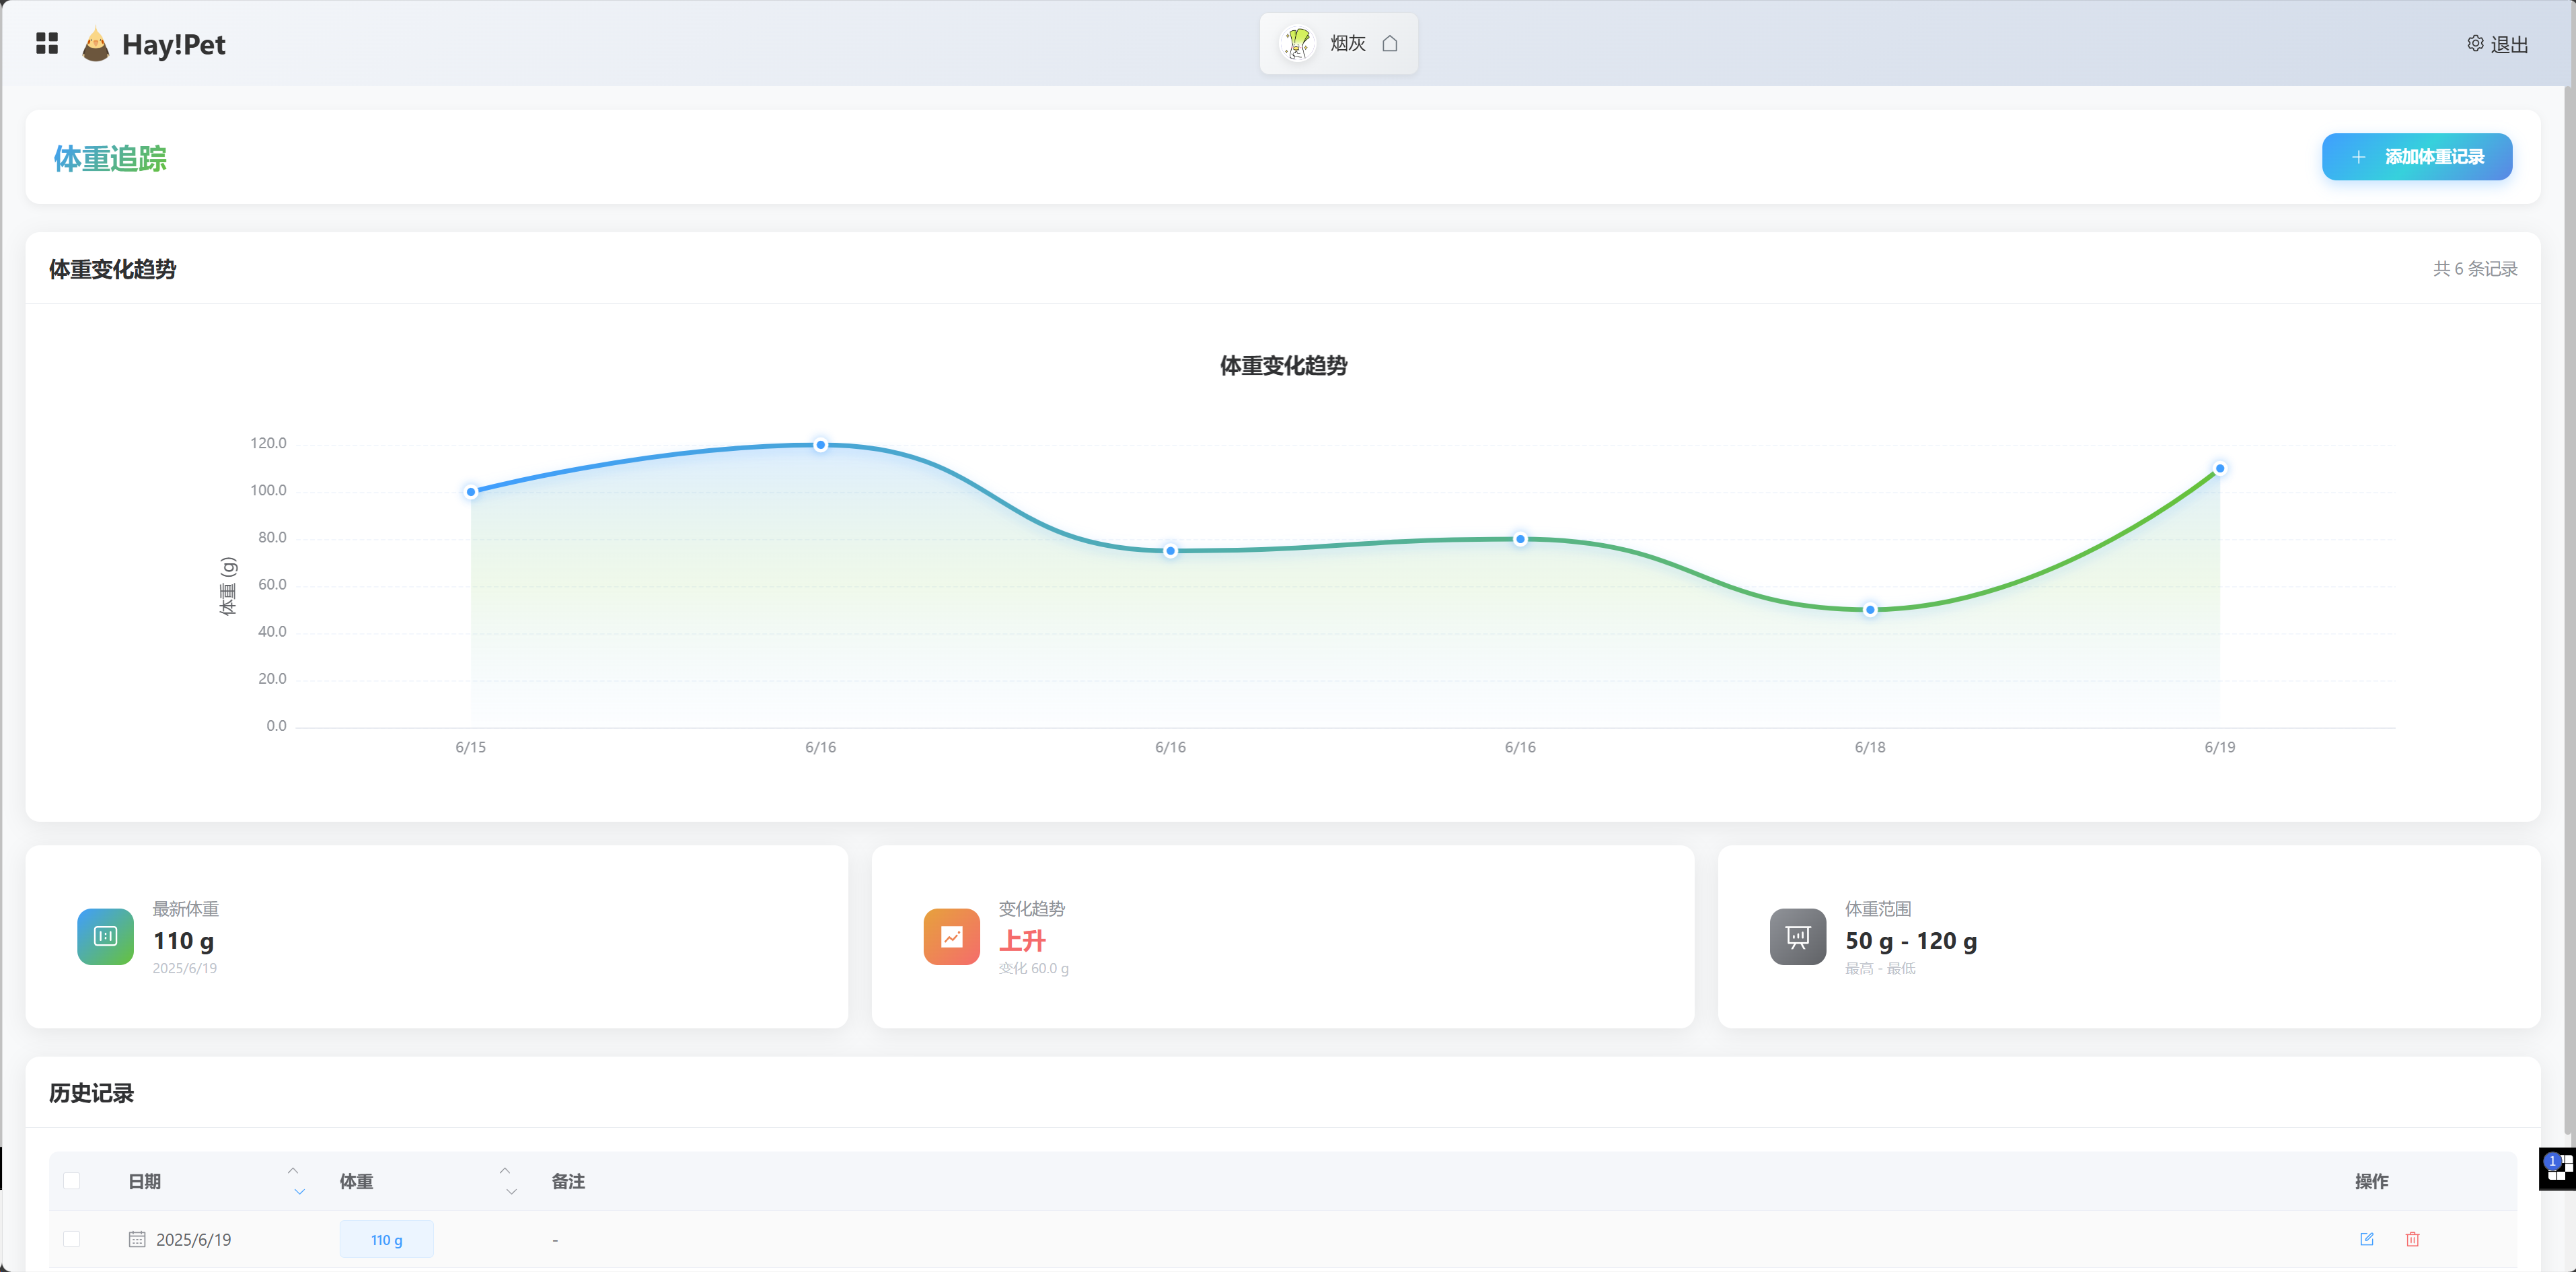 Hay!Pet
烟灰
退出
体重追踪
添加体重记录
体重变化趋势
共 6 条记录
体重变化趋势
120.0
100.0
80.0
60.0
40.0
20.0
0.0
体重 (g)
6/15 6/16 6/16 6/16 6/18 6/19
最新体重
110 g
2025/6/19
变化趋势
上升
变化 60.0 g
体重范围
50 g - 120 g
最高 - 最低
历史记录
日期 体重 备注 操作
2025/6/19 110 g -
1